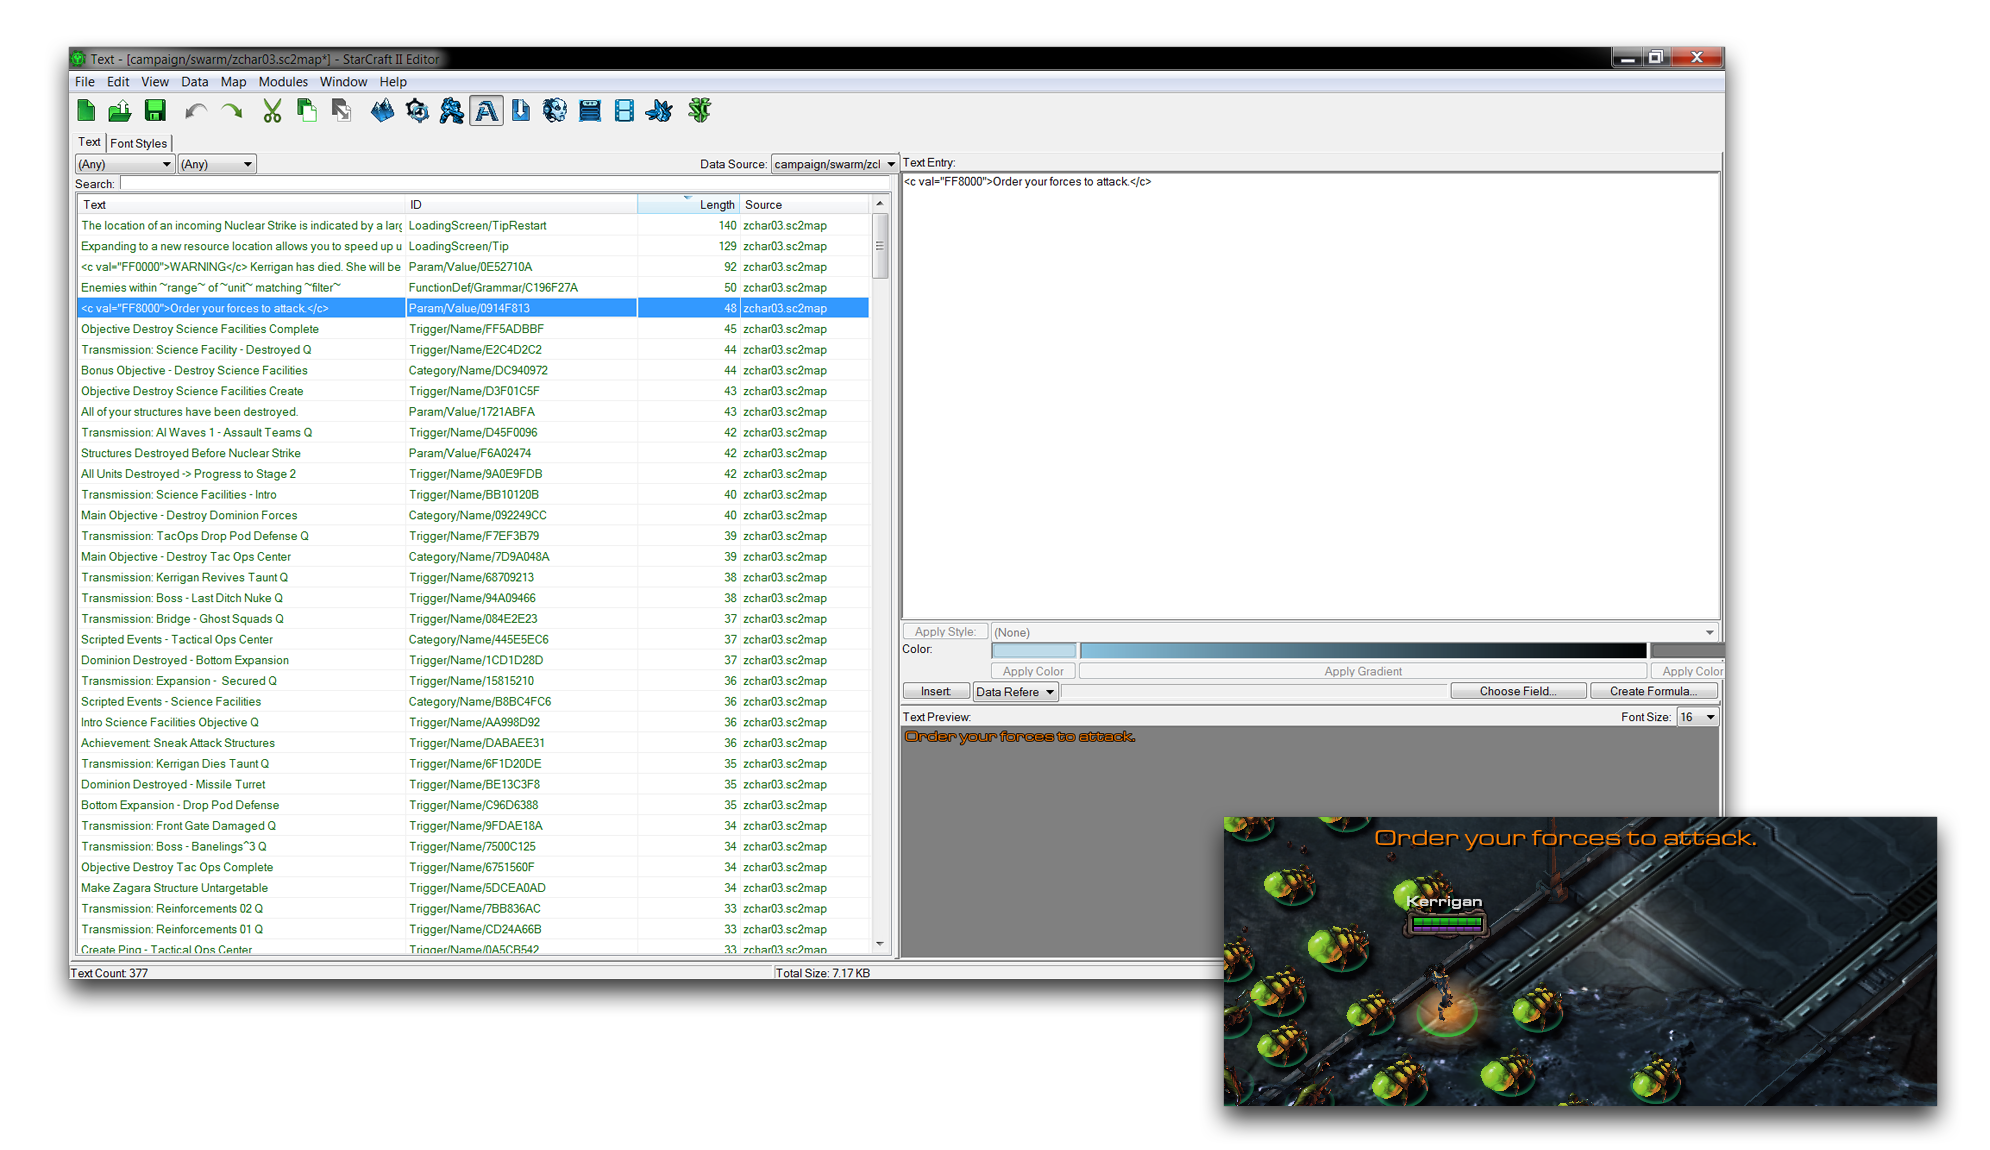 Text - [campaign/swarm/zchar03.sc2map*] - StarCraft II Editor
File Edit View Data Map Modules Window Help
Text Font Styles
(Any) (Any) Data Source: campaign/swarm/zcl
Search:
Text ID Length Source
The location of an incoming Nuclear Strike is indicated by a larg LoadingScreen/TipRestart 140 zchar03.sc2map
Expanding to a new resource location allows you to speed up u LoadingScreen/Tip 129 zchar03.sc2map
<c val="FF0000">WARNING</c> Kerrigan has died. She will be Param/Value/0E52710A 92 zchar03.sc2map
Enemies within ~range~ of ~unit~ matching ~filter~ FunctionDef/Grammar/C196F27A 50 zchar03.sc2map
<c val="FF8000">Order your forces to attack.</c> Param/Value/0914F813 48 zchar03.sc2map
Objective Destroy Science Facilities Complete Trigger/Name/FF5ADBBF 45 zchar03.sc2map
Transmission: Science Facility - Destroyed Q Trigger/Name/E2C4D2C2 44 zchar03.sc2map
Bonus Objective - Destroy Science Facilities Category/Name/DC940972 44 zchar03.sc2map
Objective Destroy Science Facilities Create Trigger/Name/D3F01C5F 43 zchar03.sc2map
All of your structures have been destroyed. Param/Value/1721ABFA 43 zchar03.sc2map
Transmission: AI Waves 1 - Assault Teams Q Trigger/Name/D45F0096 42 zchar03.sc2map
Structures Destroyed Before Nuclear Strike Param/Value/F6A02474 42 zchar03.sc2map
All Units Destroyed -> Progress to Stage 2 Trigger/Name/9A0E9FDB 42 zchar03.sc2map
Transmission: Science Facilities - Intro Trigger/Name/BB10120B 40 zchar03.sc2map
Main Objective - Destroy Dominion Forces Category/Name/092249CC 40 zchar03.sc2map
Transmission: TacOps Drop Pod Defense Q Trigger/Name/F7EF3B79 39 zchar03.sc2map
Main Objective - Destroy Tac Ops Center Category/Name/7D9A048A 39 zchar03.sc2map
Transmission: Kerrigan Revives Taunt Q Trigger/Name/68709213 38 zchar03.sc2map
Transmission: Boss - Last Ditch Nuke Q Trigger/Name/94A09466 38 zchar03.sc2map
Transmission: Bridge - Ghost Squads Q Trigger/Name/084E2E23 37 zchar03.sc2map
Scripted Events - Tactical Ops Center Category/Name/445E5EC6 37 zchar03.sc2map
Dominion Destroyed - Bottom Expansion Trigger/Name/1CD1D28D 37 zchar03.sc2map
Transmission: Expansion - Secured Q Trigger/Name/15815210 36 zchar03.sc2map
Scripted Events - Science Facilities Category/Name/B8BC4FC6 36 zchar03.sc2map
Intro Science Facilities Objective Q Trigger/Name/AA998D92 36 zchar03.sc2map
Achievement: Sneak Attack Structures Trigger/Name/DABAEE31 36 zchar03.sc2map
Transmission: Kerrigan Dies Taunt Q Trigger/Name/6F1D20DE 35 zchar03.sc2map
Dominion Destroyed - Missile Turret Trigger/Name/BE13C3F8 35 zchar03.sc2map
Bottom Expansion - Drop Pod Defense Trigger/Name/C96D6388 35 zchar03.sc2map
Transmission: Front Gate Damaged Q Trigger/Name/9FDAE18A 34 zchar03.sc2map
Transmission: Boss - Banelings^3 Q Trigger/Name/7500C125 34 zchar03.sc2map
Objective Destroy Tac Ops Complete Trigger/Name/6751560F 34 zchar03.sc2map
Make Zagara Structure Untargetable Trigger/Name/5DCEA0AD 34 zchar03.sc2map
Transmission: Reinforcements 02 Q Trigger/Name/7BB836AC 33 zchar03.sc2map
Transmission: Reinforcements 01 Q Trigger/Name/CD24A66B 33 zchar03.sc2map
Create Ping - Tactical Ops Center Trigger/Name/0A5CB542 33 zchar03.sc2map
Text Count: 377 Total Size: 7.17 KB
Text Entry:
<c val="FF8000">Order your forces to attack.</c>
Apply Style: (None)
Color:
Apply Color Apply Gradient Apply Color
Insert Data Refere Choose Field... Create Formula...
Text Preview: Font Size: 16
Order your forces to attack.
Order your forces to attack.
Kerrigan